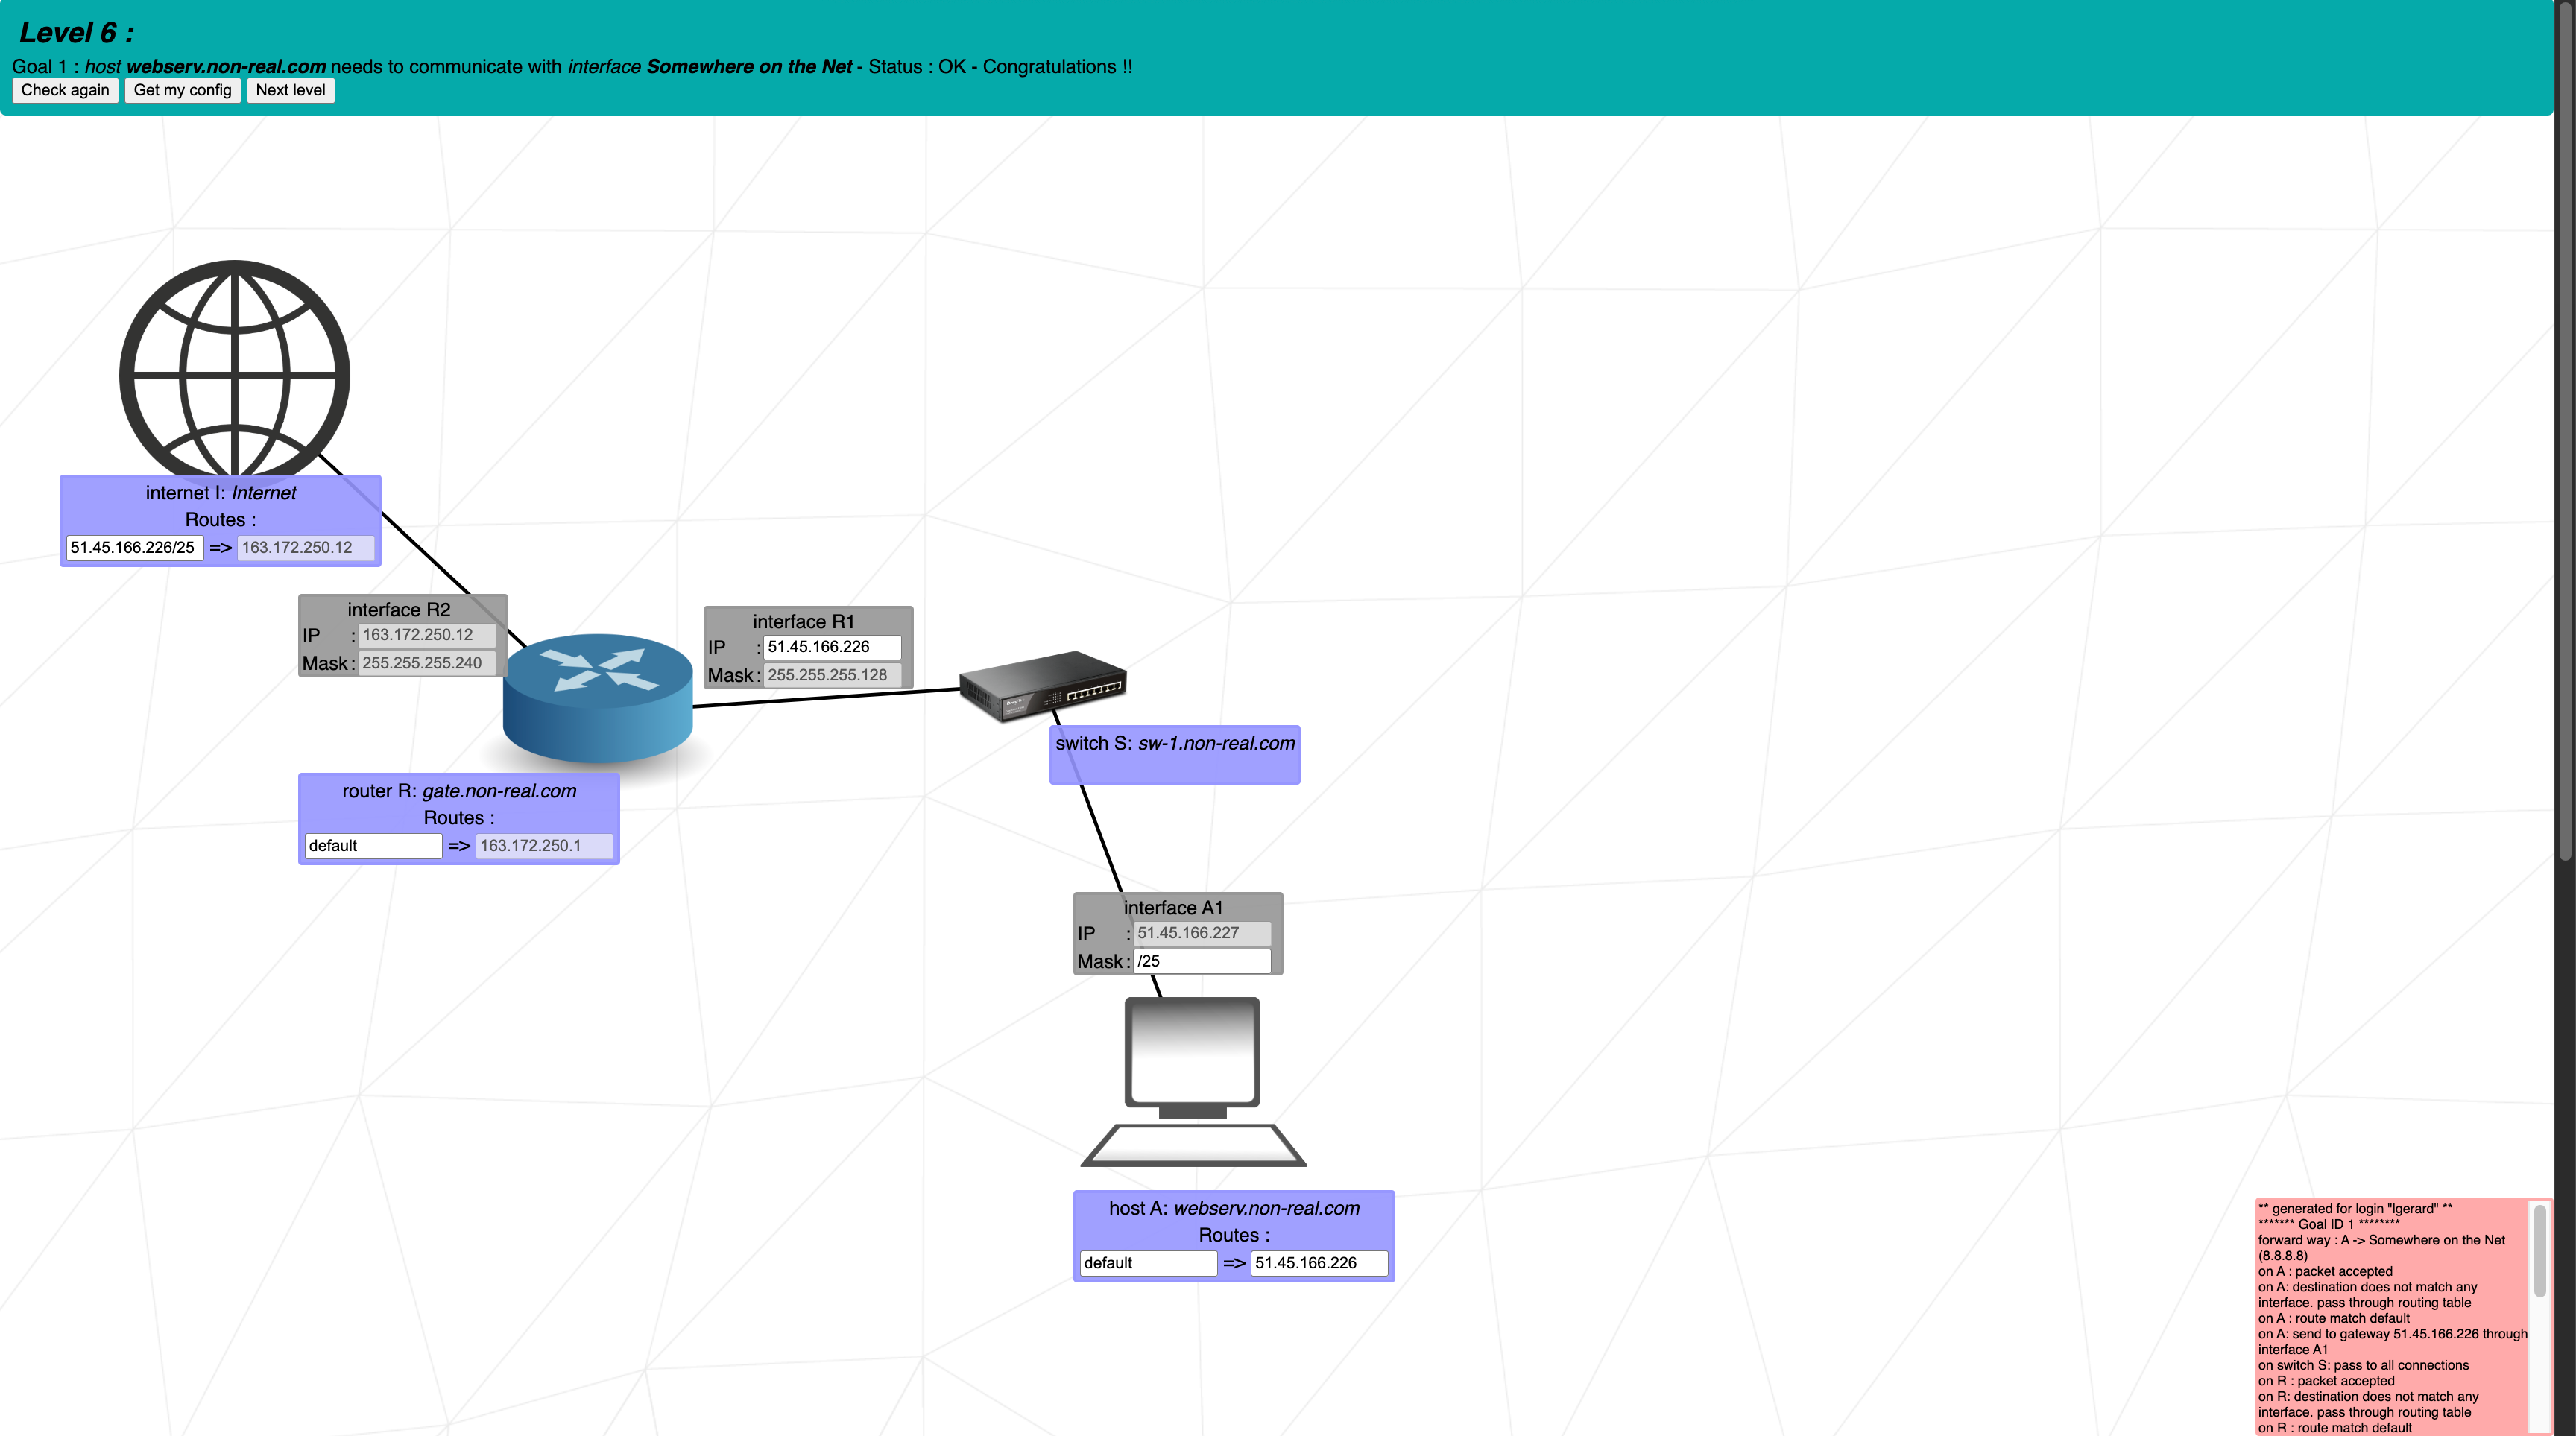 Level 6 :
Goal 1 : host webserv.non-real.com needs to communicate with interface Somewhere on the Net - Status : OK - Congratulations !!
Check again Get my config Next level
internet I: Internet
Routes :
51.45.166.226/25 => 163.172.250.12
interface R2
IP : 163.172.250.12
Mask : 255.255.255.240
interface R1
IP : 51.45.166.226
Mask : 255.255.255.128
switch S: sw-1.non-real.com
router R: gate.non-real.com
Routes :
default => 163.172.250.1
interface A1
IP : 51.45.166.227
Mask : /25
host A: webserv.non-real.com
Routes :
default => 51.45.166.226
** generated for login "lgerard" **
******* Goal ID 1 ********
forward way : A -> Somewhere on the Net
(8.8.8.8)
on A : packet accepted
on A: destination does not match any
interface. pass through routing table
on A : route match default
on A: send to gateway 51.45.166.226 through
interface A1
on switch S: pass to all connections
on R : packet accepted
on R: destination does not match any
interface. pass through routing table
on R : route match default